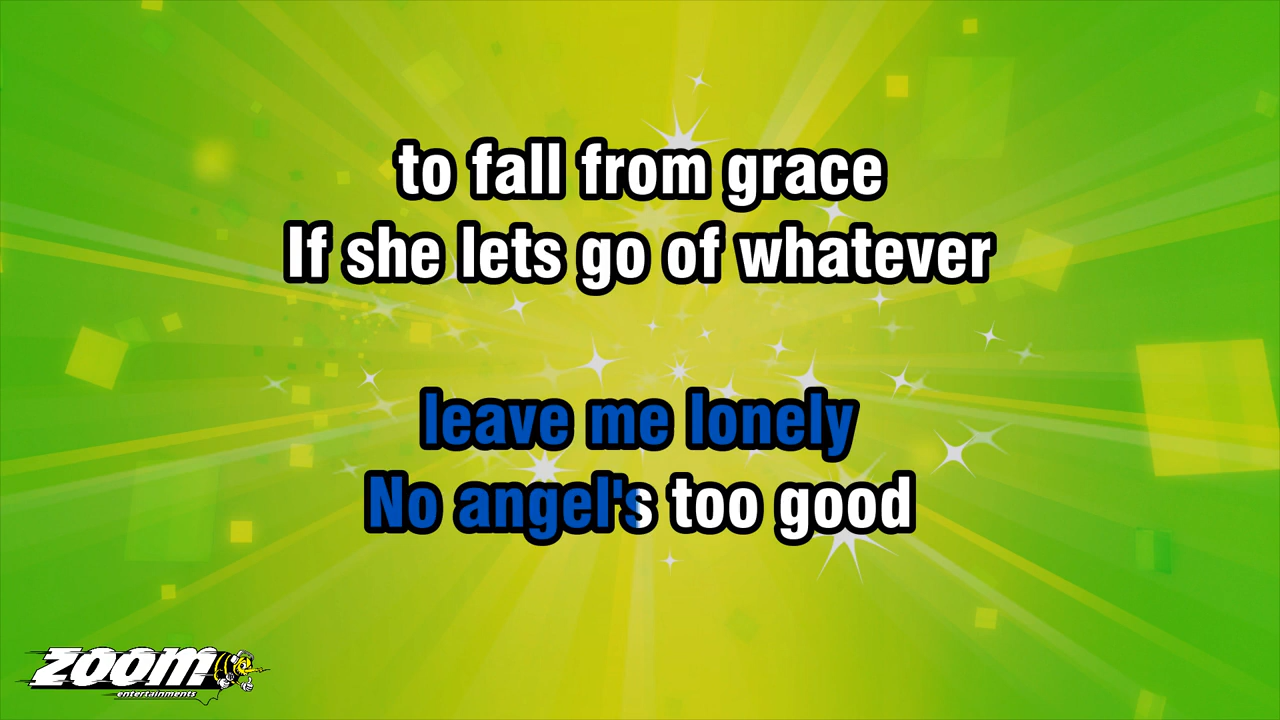 to fall from grace
If she lets go of whatever
leave me lonely
No angel's too good
ZOOM
entertainments